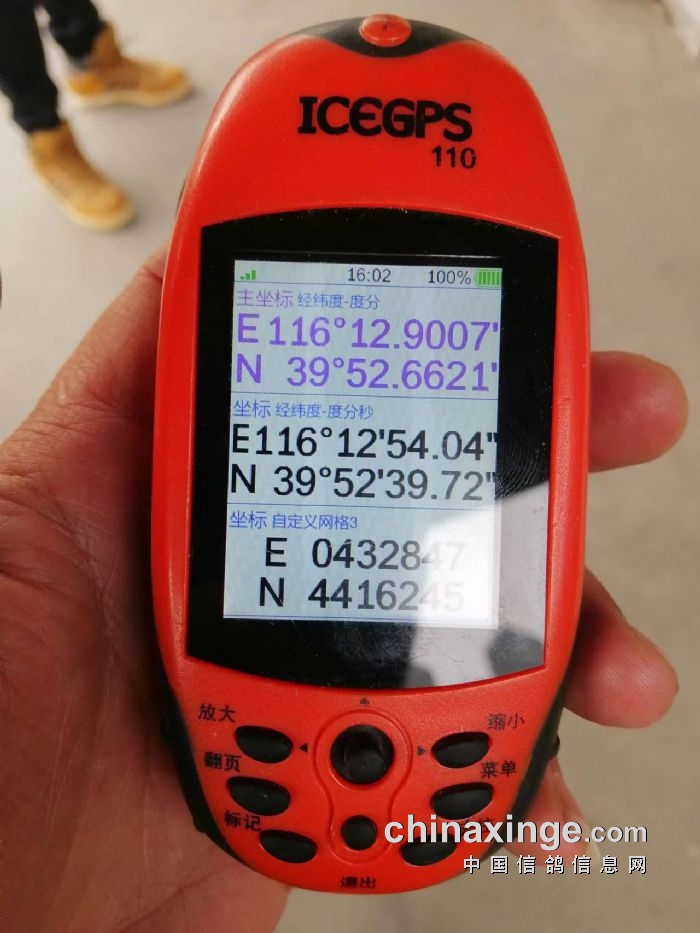 ICEGPS
110
16:02 100%
主坐标 经纬度-度分
E 116°12.9007'
N 39°52.6621'
坐标 经纬度-度分秒
E116°12'54.04"
N 39°52'39.72"
坐标 自定义网格3
E 0432847
N 4416245
放大 缩小
翻页 菜单
标记
退出
chinaxinge.com
中国信鸽信息网